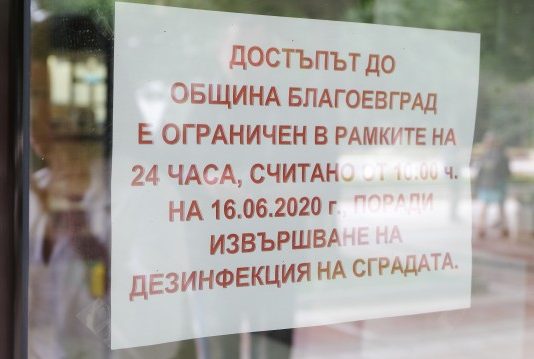 ДОСТЪПЪТ ДО
ОБЩИНА БЛАГОЕВГРАД
Е ОГРАНИЧЕН В РАМКИТЕ НА
24 ЧАСА, СЧИТАНО ОТ 10.00 ч.
НА 16.06.2020 г., ПОРАДИ
ИЗВЪРШВАНЕ НА
ДЕЗИНФЕКЦИЯ НА СГРАДАТА.